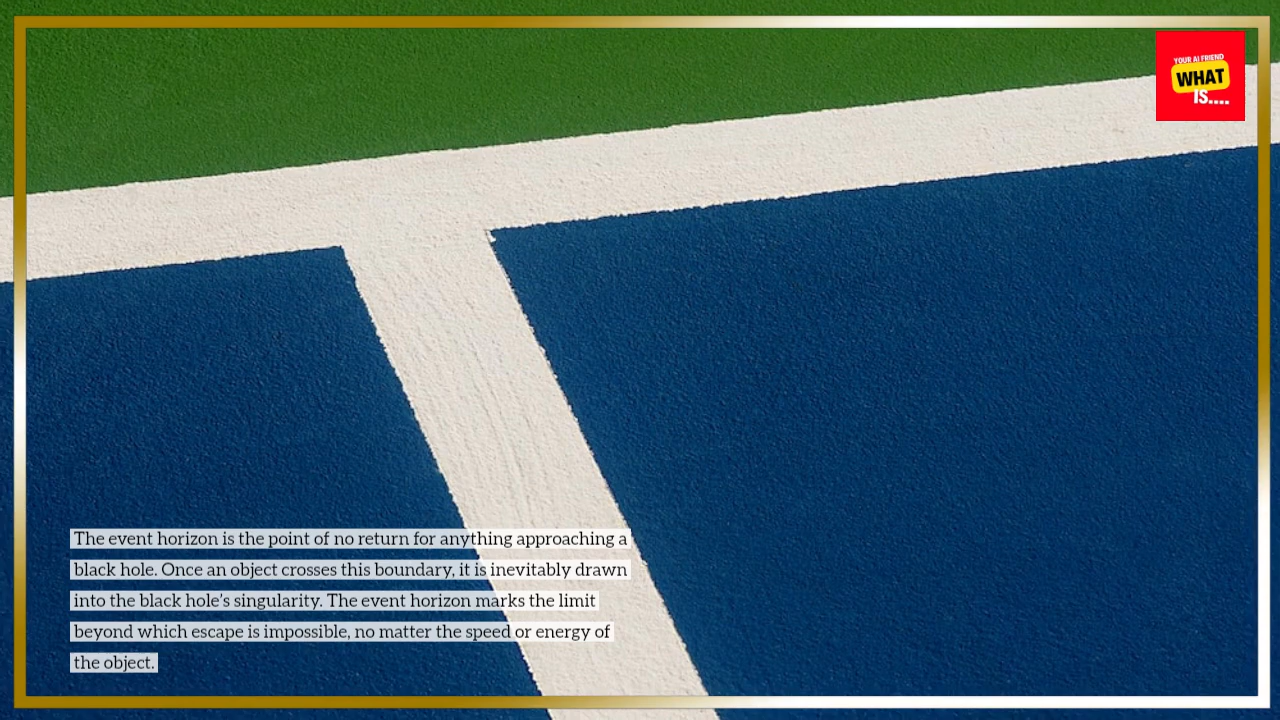 YOUR AI FRIEND
WHAT
IS....
The event horizon is the point of no return for anything approaching a
black hole. Once an object crosses this boundary, it is inevitably drawn
into the black hole’s singularity. The event horizon marks the limit
beyond which escape is impossible, no matter the speed or energy of
the object.